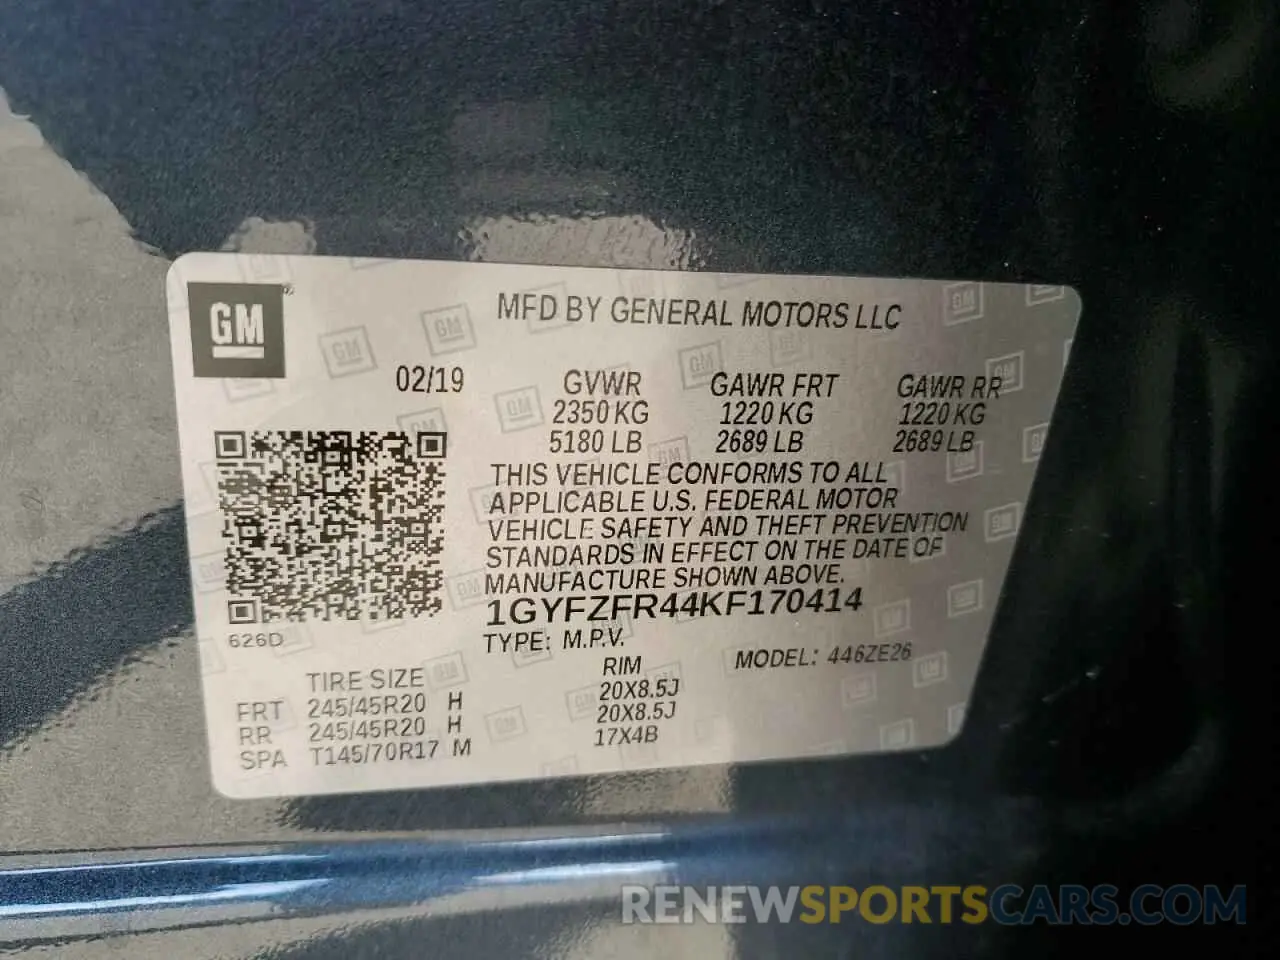 GM
MFD BY GENERAL MOTORS LLC
02/19
GVWR GAWR FRT GAWR RR
2350 KG 1220 KG 1220 KG
5180 LB 2689 LB 2689 LB
THIS VEHICLE CONFORMS TO ALL
APPLICABLE U.S. FEDERAL MOTOR
VEHICLE SAFETY AND THEFT PREVENTION
STANDARDS IN EFFECT ON THE DATE OF
MANUFACTURE SHOWN ABOVE.
1GYFZFR44KF170414
626D
TYPE: M.P.V.
MODEL: 446ZE26
TIRE SIZE RIM
FRT 245/45R20 H 20X8.5J
RR 245/45R20 H 20X8.5J
SPA T145/70R17 M 17X4B
RENEWSPORTSCARS.COM